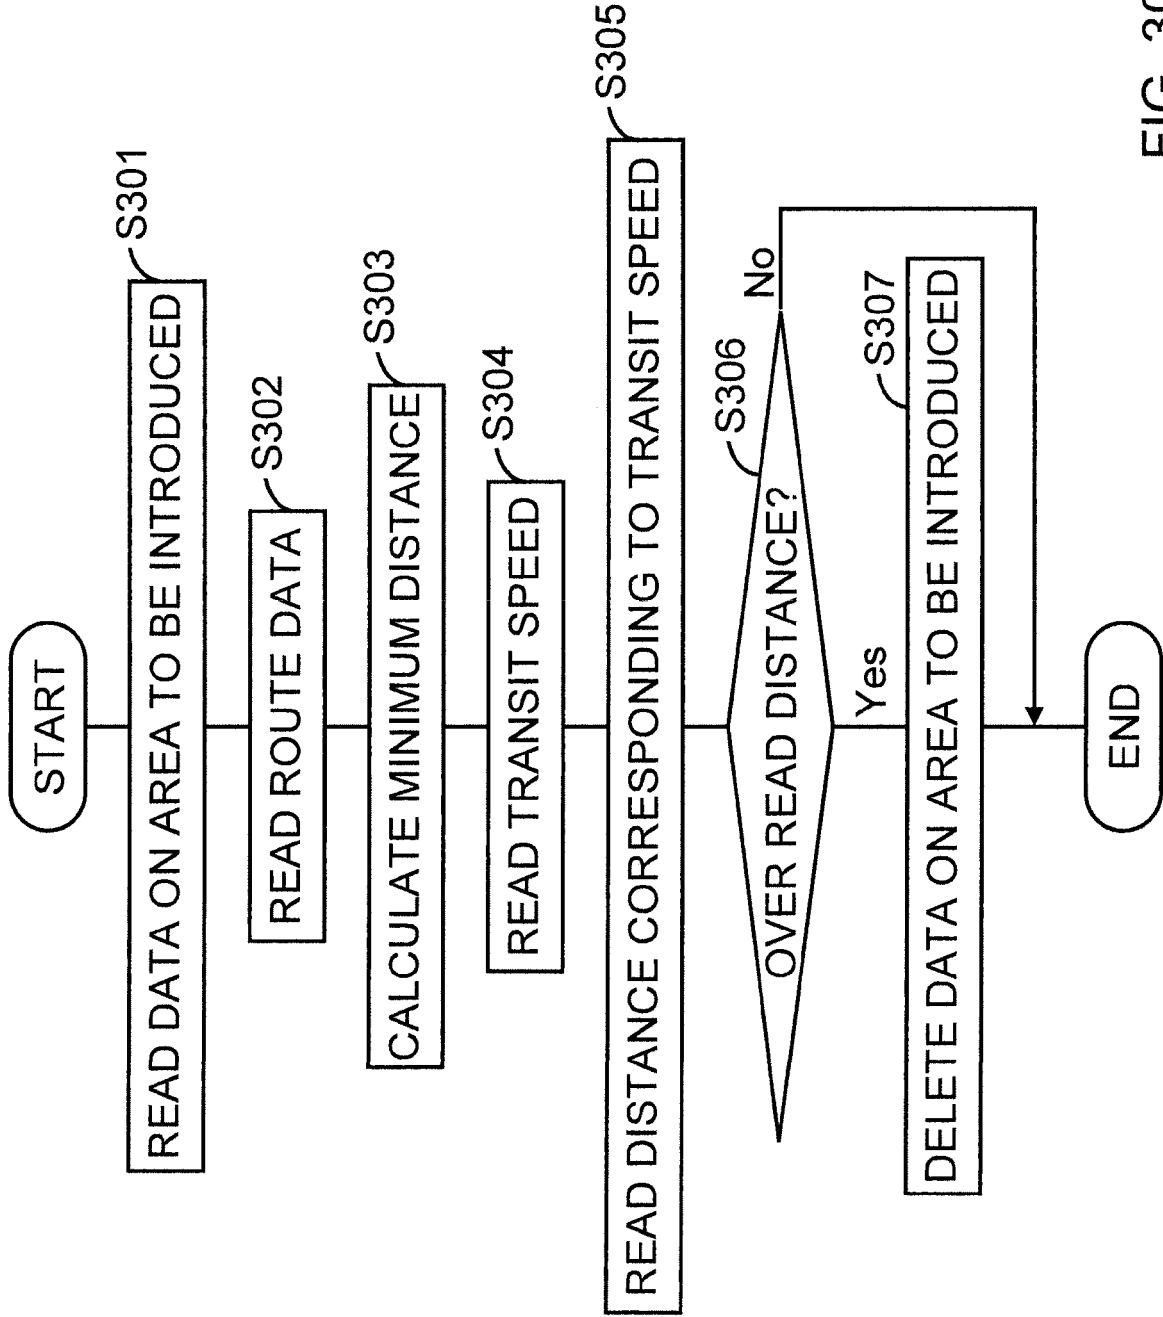 START
S301
READ DATA ON AREA TO BE INTRODUCED
S302
READ ROUTE DATA
S303
CALCULATE MINIMUM DISTANCE
S304
READ TRANSIT SPEED
S305
READ DISTANCE CORRESPONDING TO TRANSIT SPEED
S306
OVER READ DISTANCE?
No
Yes
S307
DELETE DATA ON AREA TO BE INTRODUCED
END
FIG. 30